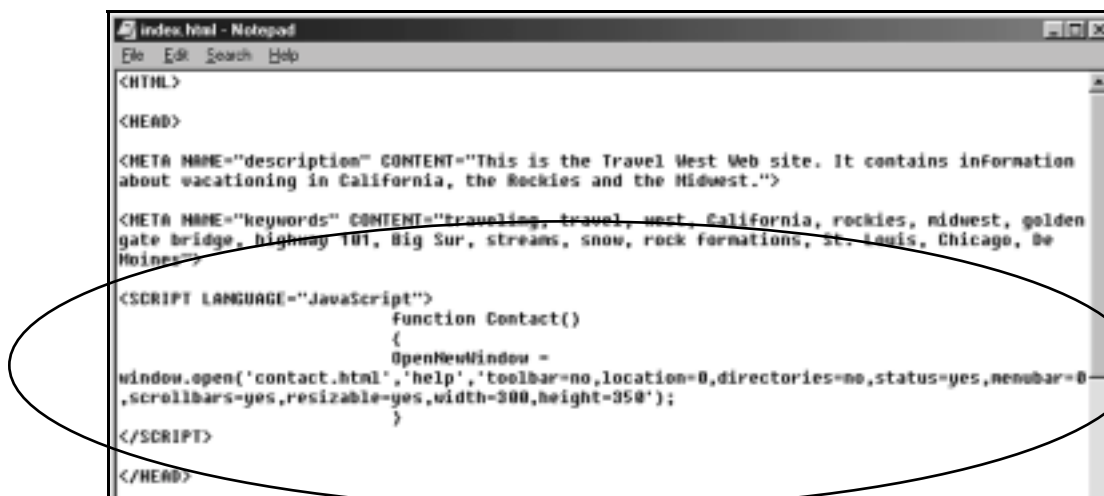 index.html - Notepad
File Edit Search Help
<HTML>
<HEAD>
<META NAME="description" CONTENT="This is the Travel West Web site. It contains information
about vacationing in California, the Rockies and the Midwest.">
<META NAME="keywords" CONTENT="traveling, travel, west, California, rockies, midwest, golden
gate bridge, highway 101, Big Sur, streams, snow, rock formations, St. Louis, Chicago, De
Moines">
<SCRIPT LANGUAGE="JavaScript">
function Contact()
{
OpenNewWindow =
window.open('contact.html','help','toolbar=no,location=0,directories=no,status=yes,menubar=0
,scrollbars=yes,resizable=yes,width=300,height=350');
}
</SCRIPT>
</HEAD>